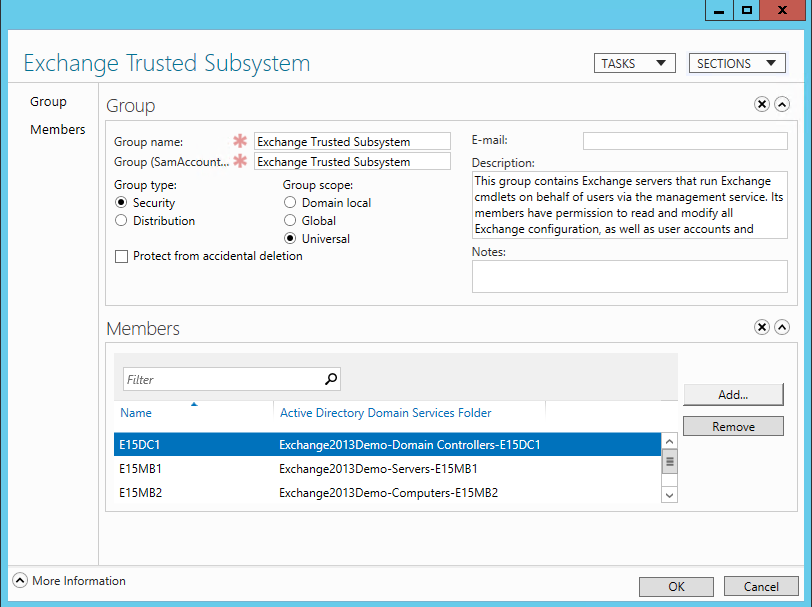 Exchange Trusted Subsystem
TASKS
SECTIONS
Group
Members
Group
Group name:
Exchange Trusted Subsystem
Group (SamAccount...
Exchange Trusted Subsystem
Group type:
Security
Distribution
Group scope:
Domain local
Global
Universal
Protect from accidental deletion
E-mail:
Description:
This group contains Exchange servers that run Exchange
cmdlets on behalf of users via the management service. Its
members have permission to read and modify all
Exchange configuration, as well as user accounts and
Notes:
Members
Filter
Name
Active Directory Domain Services Folder
E15DC1
Exchange2013Demo-Domain Controllers-E15DC1
E15MB1
Exchange2013Demo-Servers-E15MB1
E15MB2
Exchange2013Demo-Computers-E15MB2
Add...
Remove
More Information
OK
Cancel